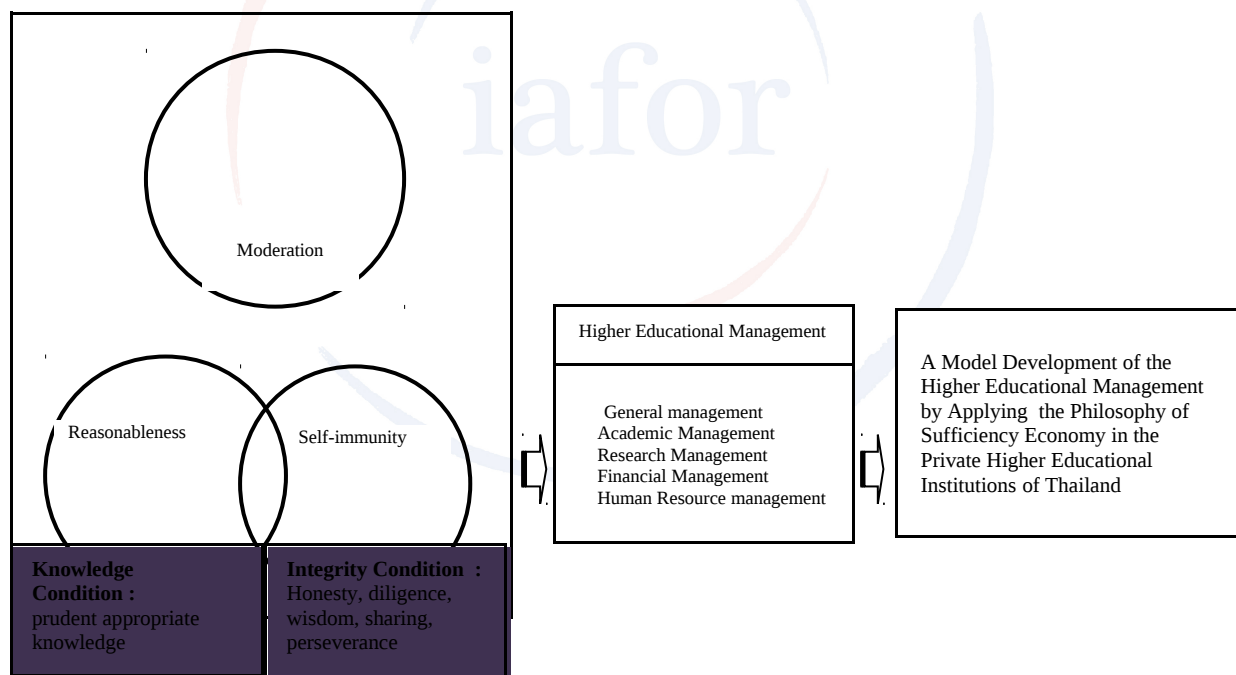 iafor
Moderation
Reasonableness
Self-immunity
Knowledge
Condition :
prudent appropriate
knowledge
Integrity Condition :
Honesty, diligence,
wisdom, sharing,
perseverance
Higher Educational Management
General management
Academic Management
Research Management
Financial Management
Human Resource management
A Model Development of the
Higher Educational Management
by Applying the Philosophy of
Sufficiency Economy in the
Private Higher Educational
Institutions of Thailand